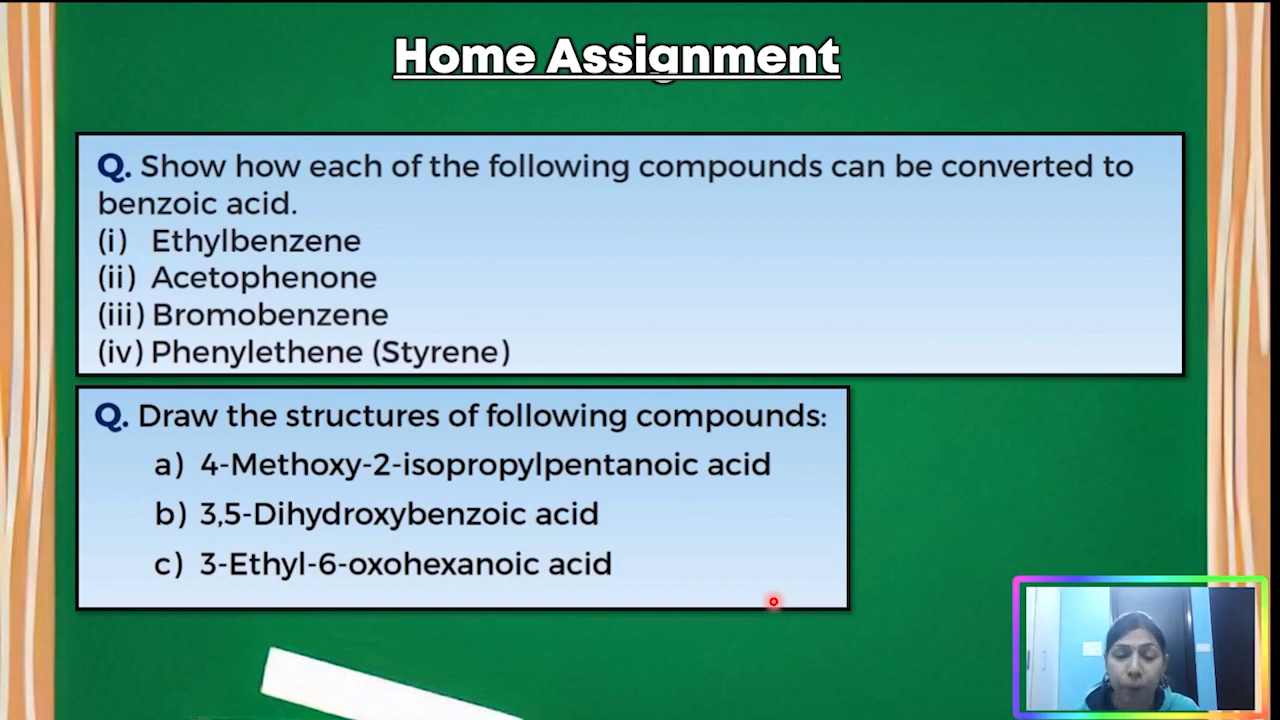 Home Assignment
Q. Show how each of the following compounds can be converted to
benzoic acid.
(i) Ethylbenzene
(ii) Acetophenone
(iii) Bromobenzene
(iv) Phenylethene (Styrene)
Q. Draw the structures of following compounds:
a) 4-Methoxy-2-isopropylpentanoic acid
b) 3,5-Dihydroxybenzoic acid
c) 3-Ethyl-6-oxohexanoic acid